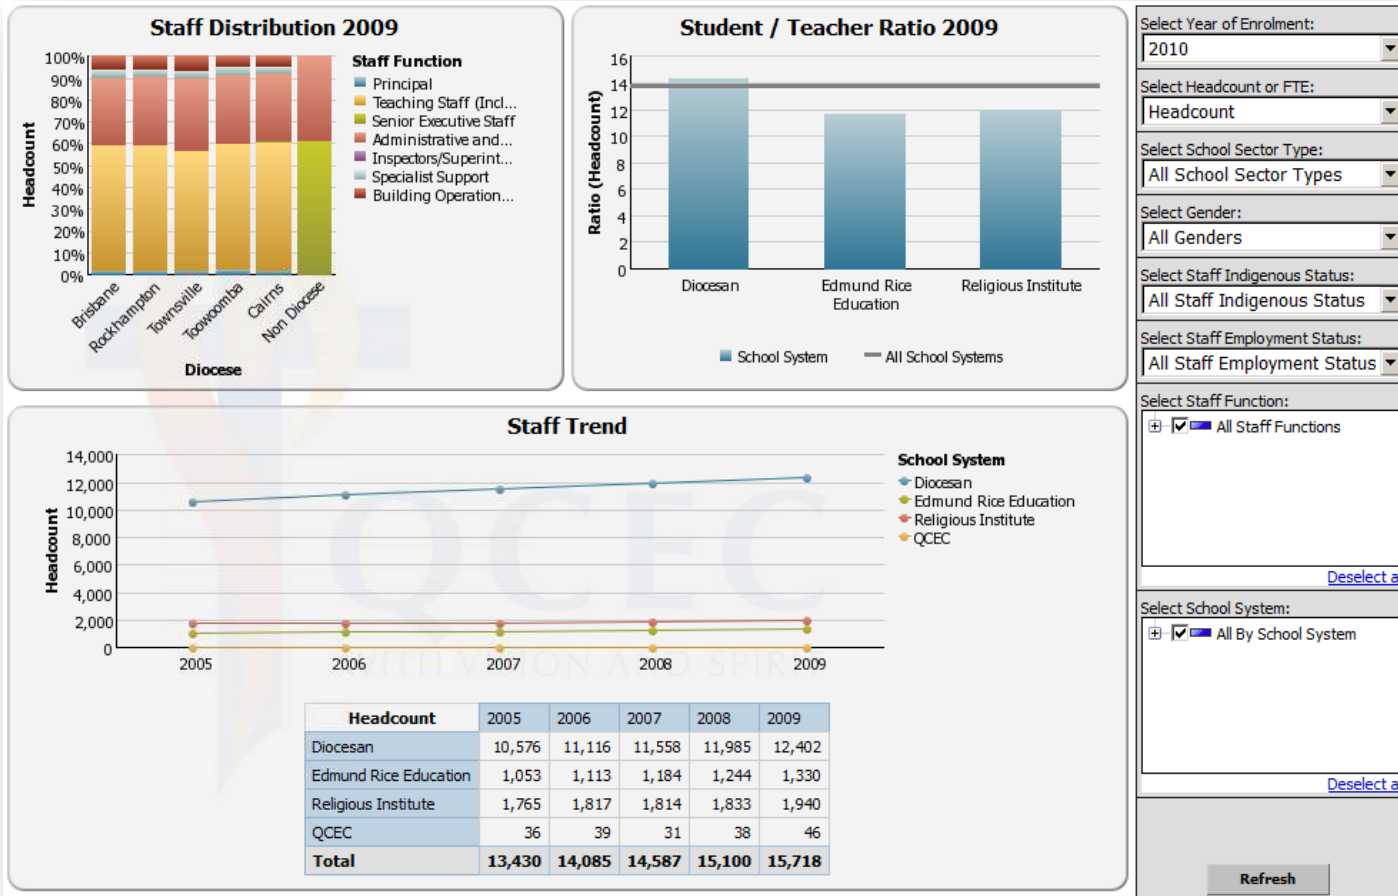 Staff Distribution 2009
100%
90%
80%
70%
60%
50%
40%
30%
20%
10%
0%
Headcount
Brisbane
Rockhampton
Townsville
Toowoomba
Cairns
Non Diocese
Diocese
Staff Function
Principal
Teaching Staff (Incl...
Senior Executive Staff
Administrative and...
Inspectors/Superint...
Specialist Support
Building Operation...
Student / Teacher Ratio 2009
16
14
12
10
8
6
4
2
0
Ratio (Headcount)
Diocesan
Edmund Rice
Education
Religious Institute
School System
All School Systems
Staff Trend
14,000
12,000
10,000
8,000
6,000
4,000
2,000
0
Headcount
2005 2006 2007 2008 2009
School System
Diocesan
Edmund Rice Education
Religious Institute
QCEC
QCEC
WITH VISION AND SPIRIT
Headcount 2005 2006 2007 2008 2009
Diocesan 10,576 11,116 11,558 11,985 12,402
Edmund Rice Education 1,053 1,113 1,184 1,244 1,330
Religious Institute 1,765 1,817 1,814 1,833 1,940
QCEC 36 39 31 38 46
Total 13,430 14,085 14,587 15,100 15,718
Select Year of Enrolment:
2010
Select Headcount or FTE:
Headcount
Select School Sector Type:
All School Sector Types
Select Gender:
All Genders
Select Staff Indigenous Status:
All Staff Indigenous Status
Select Staff Employment Status:
All Staff Employment Status
Select Staff Function:
All Staff Functions
Deselect a
Select School System:
All By School System
Deselect a
Refresh